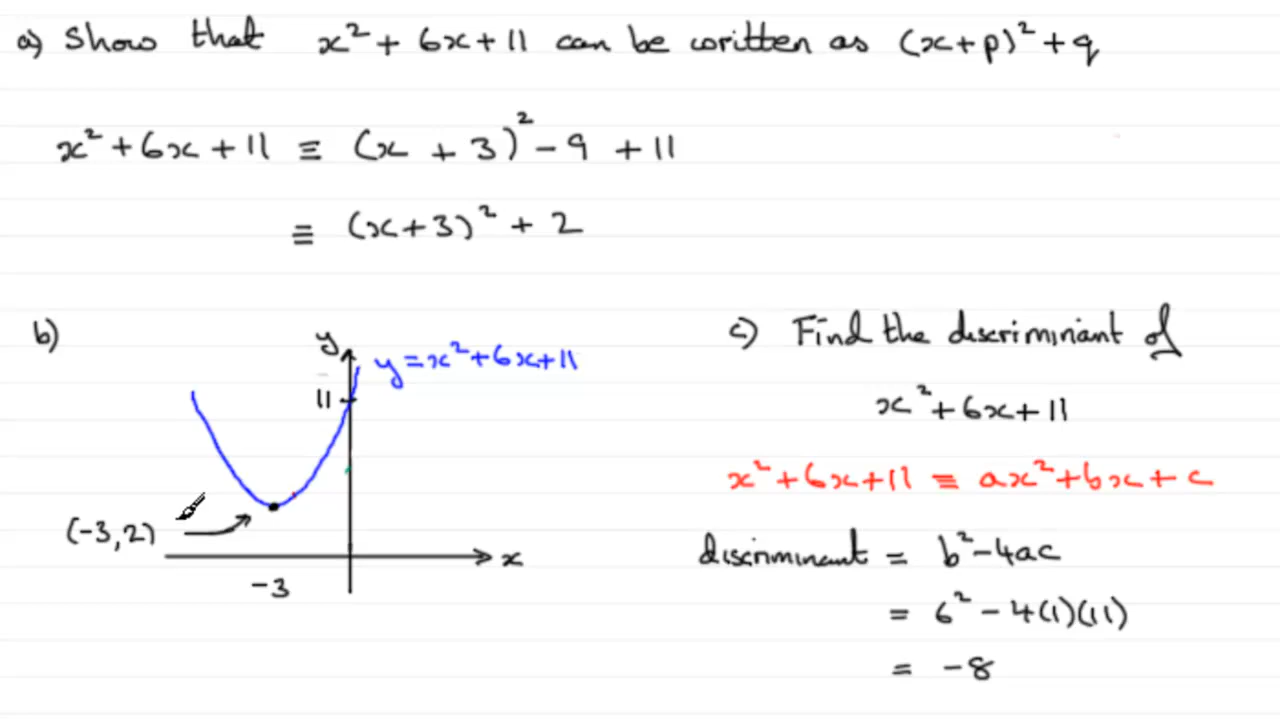 a) Show that x² + 6x + 11 can be written as (x+p)² + q
x² + 6x + 11 ≡ (x + 3)² - 9 + 11
≡ (x+3)² + 2
b)
y
y = x² + 6x + 11
11
(-3, 2)
x
-3
c) Find the discriminant of
x² + 6x + 11
x² + 6x + 11 ≡ ax² + bx + c
discriminant = b² - 4ac
= 6² - 4(1)(11)
= -8